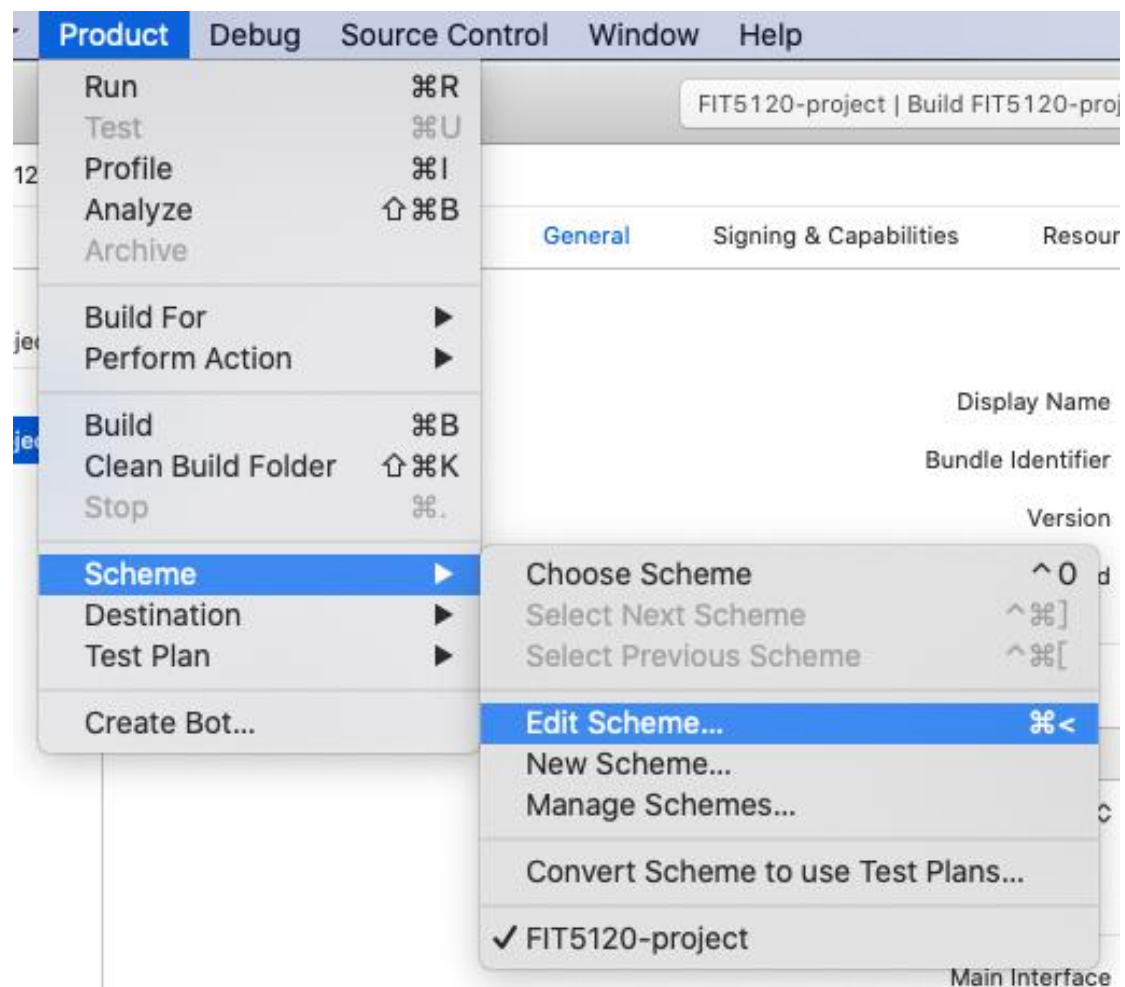 Product Debug Source Control Window Help
Run ⌘R
FIT5120-project | Build FIT5120-proj
Test ⌘U
12
Profile ⌘I
Analyze ⇧⌘B
General Signing & Capabilities Resour
Archive
Build For ▶
jec
Perform Action ▶
Display Name
Build ⌘B
jec
Clean Build Folder ⇧⌘K
Bundle Identifier
Stop ⌘.
Version
Scheme ▶
Choose Scheme ^O
d
Destination ▶
Select Next Scheme ^⌘]
Test Plan ▶
Select Previous Scheme ^⌘[
Create Bot...
Edit Scheme... ⌘<
New Scheme...
Manage Schemes...
Convert Scheme to use Test Plans...
✓ FIT5120-project
Main Interface